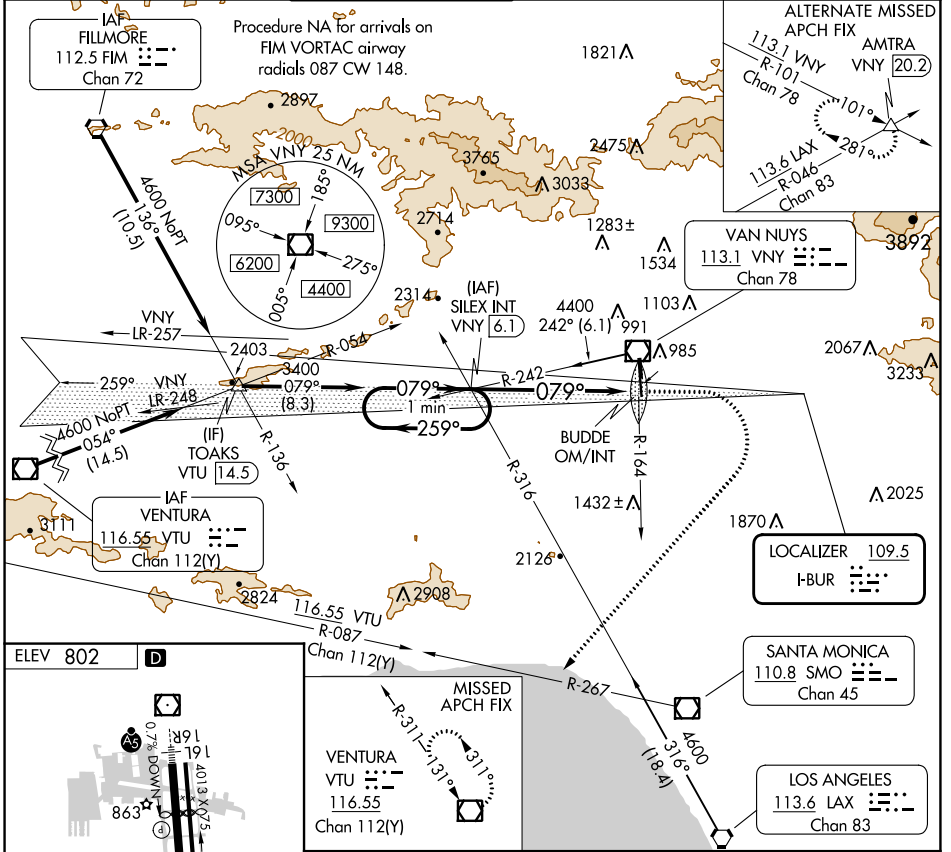 IAF
FILLMORE
112.5 FIM
Chan 72
Procedure NA for arrivals on
FIM VORTAC airway
radials 087 CW 148.
1821
ALTERNATE MISSED
APCH FIX
AMTRA
VNY 20.2
113.1 VNY
R-101
Chan 78
101°
281°
113.6 LAX
R-046
Chan 83
2897
2000
3765
3033
2475
2714
1283±
1534
3892
MSA VNY 25 NM
7300
185°
095°
9300
6200
275°
005°
4400
4600 NoPT
136°
(10.5)
VAN NUYS
113.1 VNY
Chan 78
2314
(IAF)
SILEX INT
VNY 6.1
4400
242° (6.1)
991
1103
985
2067
3233
VNY
LR-257
2403
R-054
3400
079°
(8.3)
259°
VNY
LR-248
079°
1 min
259°
R-242
079°
4600 NoPT
054°
(14.5)
(IF)
TOAKS
VTU 14.5
R-136
BUDDE
OM/INT
R-164
R-316
1432±
2025
1870
IAF
VENTURA
116.55 VTU
Chan 112(Y)
3111
2824
2908
2126
LOCALIZER 109.5
I-BUR
116.55 VTU
R-087
Chan 112(Y)
R-267
SANTA MONICA
110.8 SMO
Chan 45
4600
316°
(18.4)
LOS ANGELES
113.6 LAX
Chan 83
ELEV 802
D
A5
0.7% DOWN
16R
16L
4013 X 75
863
P
MISSED
APCH FIX
R-311
131°
311°
VENTURA
VTU
116.55
Chan 112(Y)